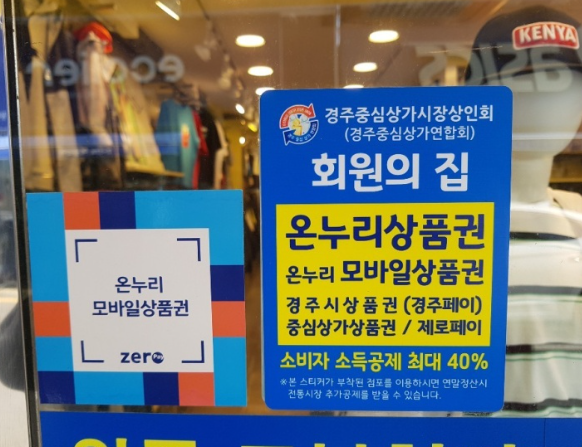 KENYA
경주중심상가시장상인회
(경주중심상가연합회)
회원의 집
온누리상품권
온누리 모바일상품권
경주시상품권 (경주페이)
중심상가상품권 / 제로페이
소비자 소득공제 최대 40%
※본 스티커가 부착된 점포를 이용하시면 연말정산시
전통시장 추가공제를 받을 수 있습니다.
온누리
모바일상품권
zero Pay